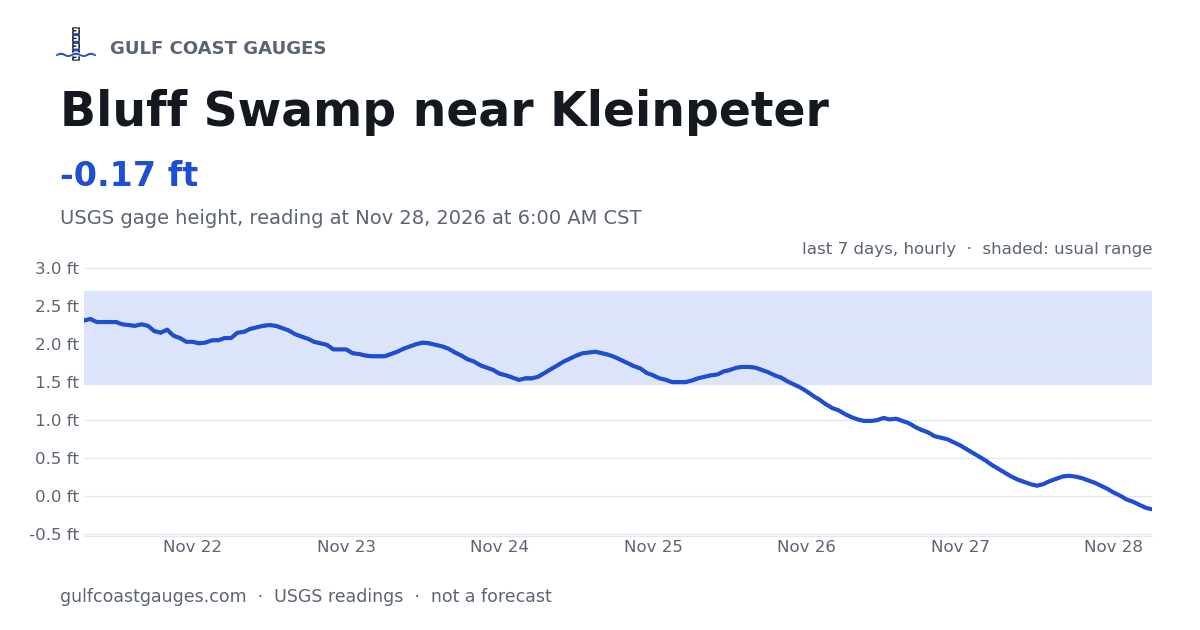 GULF COAST GAUGES
Bluff Swamp near Kleinpeter
-0.17 ft
USGS gage height, reading at Nov 28, 2026 at 6:00 AM CST
last 7 days, hourly · shaded: usual range
3.0 ft
2.5 ft
2.0 ft
1.5 ft
1.0 ft
0.5 ft
0.0 ft
-0.5 ft
Nov 22 Nov 23 Nov 24 Nov 25 Nov 26 Nov 27 Nov 28
gulfcoastgauges.com · USGS readings · not a forecast